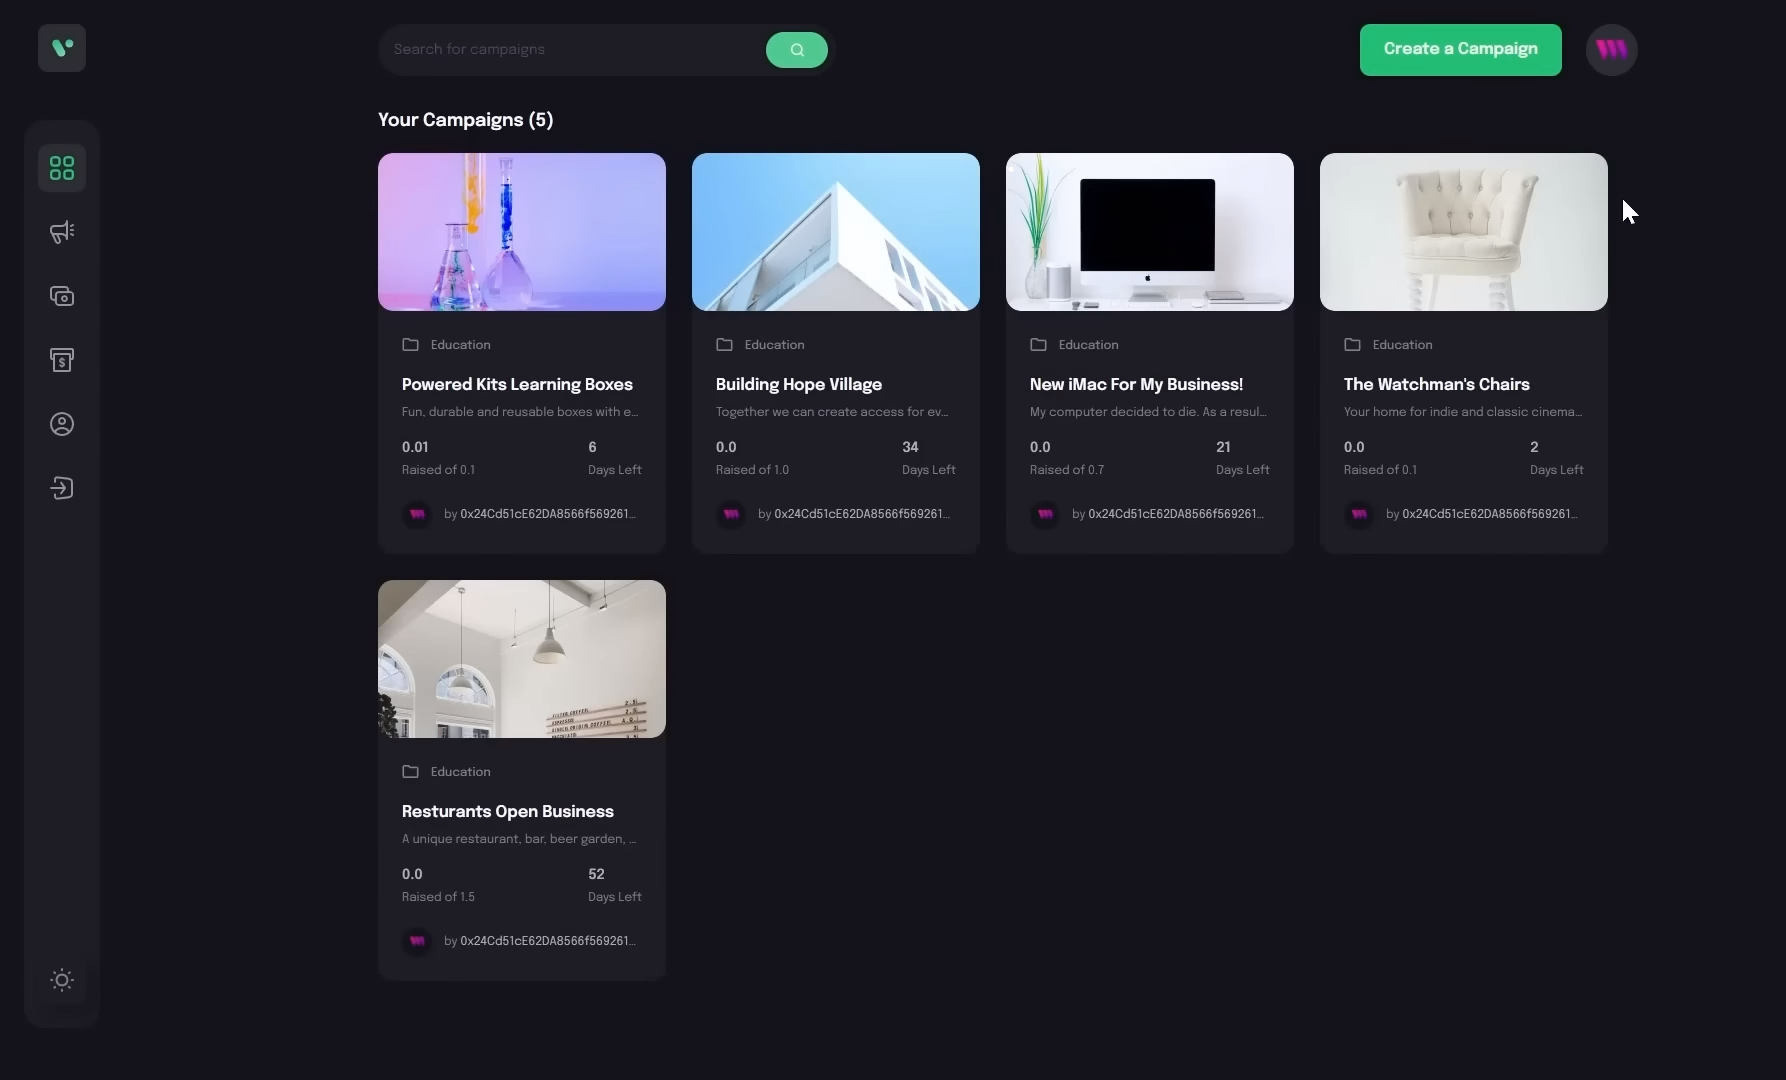 Search for campaigns
Create a Campaign
Your Campaigns (5)
Education
Powered Kits Learning Boxes
Fun, durable and reusable boxes with e...
0.01
6
Raised of 0.1
Days Left
by 0x24Cd51cE62DA8566f569261...
Education
Building Hope Village
Together we can create access for ev...
0.0
34
Raised of 1.0
Days Left
by 0x24Cd51cE62DA8566f569261...
Education
New iMac For My Business!
My computer decided to die. As a resul...
0.0
21
Raised of 0.7
Days Left
by 0x24Cd51cE62DA8566f569261...
Education
The Watchman's Chairs
Your home for indie and classic cinema...
0.0
2
Raised of 0.1
Days Left
by 0x24Cd51cE62DA8566f569261...
Education
Resturants Open Business
A unique restaurant, bar, beer garden, ...
0.0
52
Raised of 1.5
Days Left
by 0x24Cd51cE62DA8566f569261...